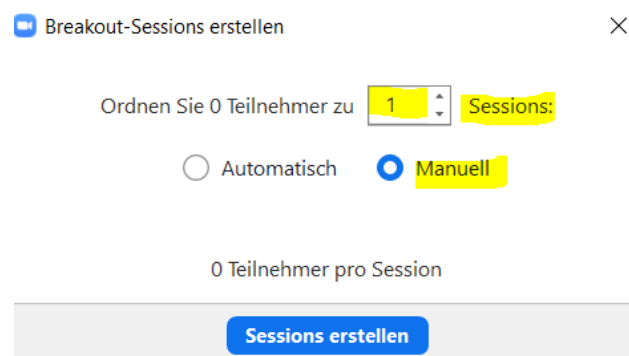 Breakout-Sessions erstellen
Ordnen Sie 0 Teilnehmer zu 1 Sessions:
Automatisch Manuell
0 Teilnehmer pro Session
Sessions erstellen